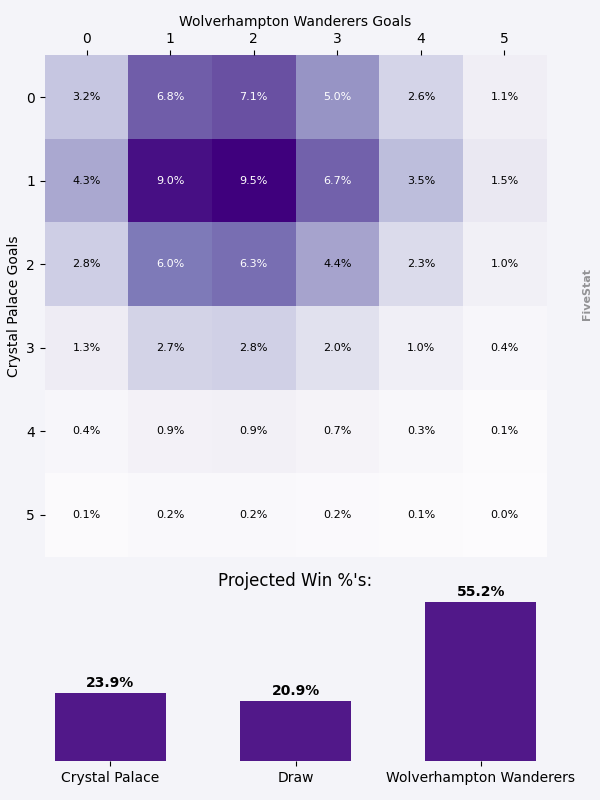 Wolverhampton Wanderers Goals
0 1 2 3 4 5
0 3.2% 6.8% 7.1% 5.0% 2.6% 1.1%
1 4.3% 9.0% 9.5% 6.7% 3.5% 1.5%
2 2.8% 6.0% 6.3% 4.4% 2.3% 1.0%
3 1.3% 2.7% 2.8% 2.0% 1.0% 0.4%
4 0.4% 0.9% 0.9% 0.7% 0.3% 0.1%
5 0.1% 0.2% 0.2% 0.2% 0.1% 0.0%
Crystal Palace Goals
FiveStat
Projected Win %'s:
23.9% 20.9% 55.2%
Crystal Palace Draw Wolverhampton Wanderers